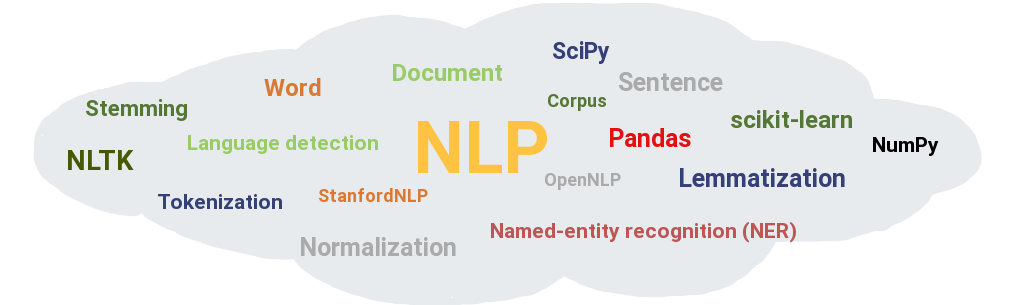 SciPy
Document
Sentence
Word
Corpus
Stemming
scikit-learn
Language detection
NLP
Pandas
NumPy
NLTK
OpenNLP
Lemmatization
StanfordNLP
Tokenization
Named-entity recognition (NER)
Normalization